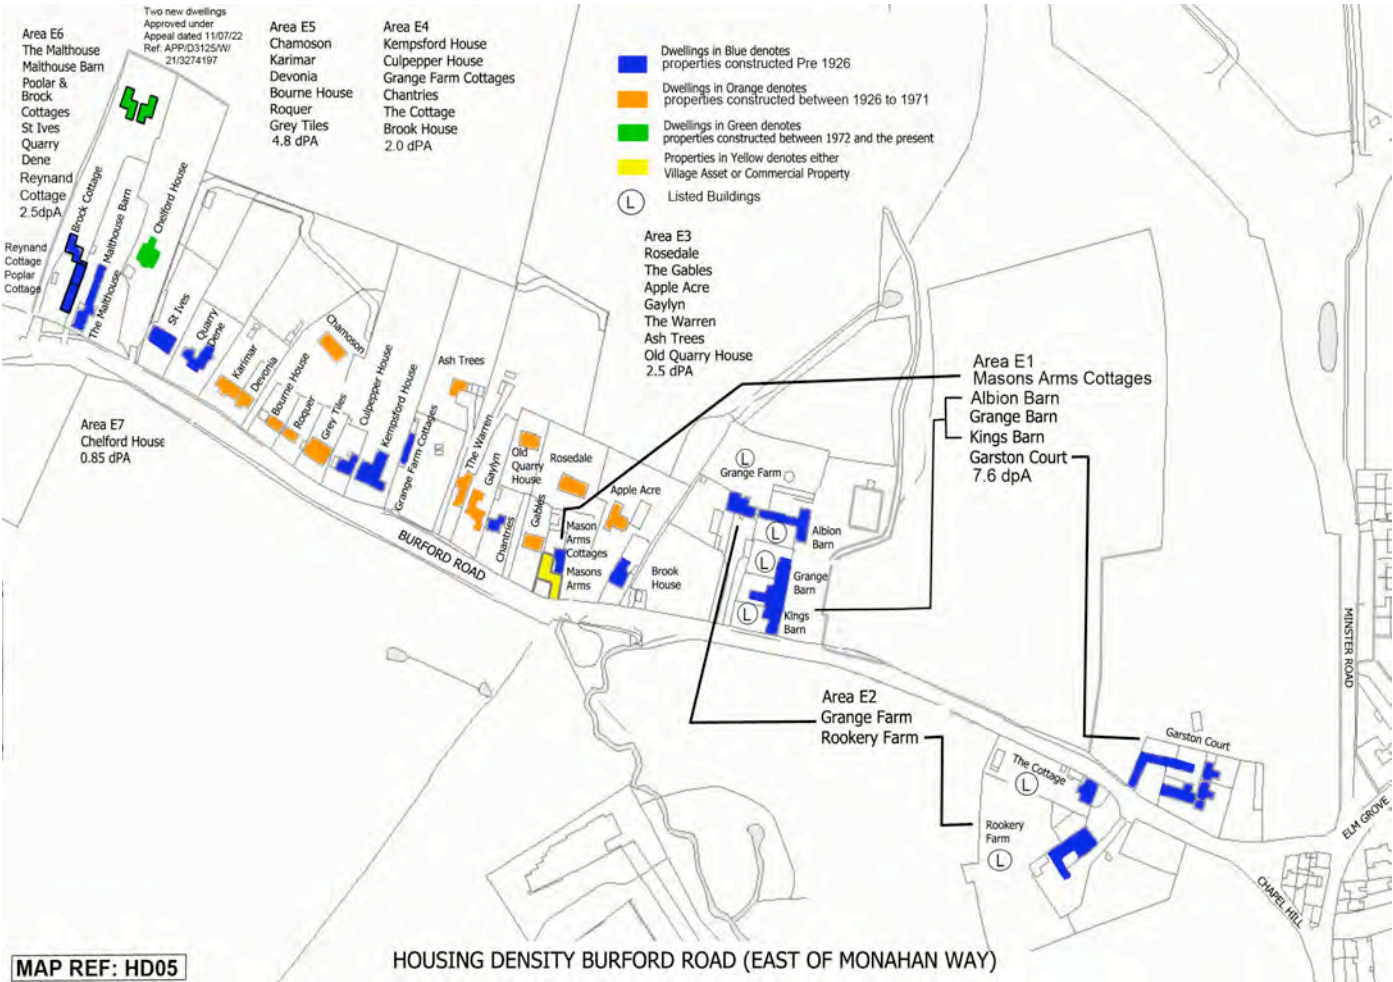 Two new dwellings
Approved under
Appeal dated 11/07/22
Ref: APP/D3125/W/
21/3274197
Area E6
The Malthouse
Malthouse Barn
Poplar &
Brock
Cottages
St Ives
Quarry
Dene
Reynand
Cottage
2.5dpA
Area E5
Chamoson
Karimar
Devonia
Bourne House
Roquer
Grey Tiles
4.8 dPA
Area E4
Kempsford House
Culpepper House
Grange Farm Cottages
Chantries
The Cottage
Brook House
2.0 dPA
Dwellings in Blue denotes
properties constructed Pre 1926
Dwellings in Orange denotes
properties constructed between 1926 to 1971
Dwellings in Green denotes
properties constructed between 1972 and the present
Properties in Yellow denotes either
Village Asset or Commercial Property
L
Listed Buildings
Area E3
Rosedale
The Gables
Apple Acre
Gaylyn
The Warren
Ash Trees
Old Quarry House
2.5 dPA
Area E1
Masons Arms Cottages
Albion Barn
Grange Barn
Kings Barn
Garston Court
7.6 dpA
Area E7
Chelford House
0.85 dPA
Area E2
Grange Farm
Rookery Farm
Reynand
Cottage
Poplar
Cottage
Brock Cottage
Malthouse Barn
The Malthouse
Chelford House
St Ives
Quarry
Dene
Karimar
Devonia
Bourne House
Roquer
Grey Tiles
Chamoson
Culpepper House
Kempsford House
Grange Farm Cottages
Ash Trees
The Warren
Gaylyn
Chantries
Old
Quarry
House
Gables
Rosedale
Apple Acre
Mason
Arms
Cottages
Masons
Arms
Brook
House
L
Grange Farm
L
Albion
Barn
L
Grange
Barn
L
Kings
Barn
BURFORD ROAD
The Cottage
L
Rookery
Farm
L
Garston Court
MINSTER ROAD
ELM GROVE
CHAPEL HILL
MAP REF: HD05
HOUSING DENSITY BURFORD ROAD (EAST OF MONAHAN WAY)